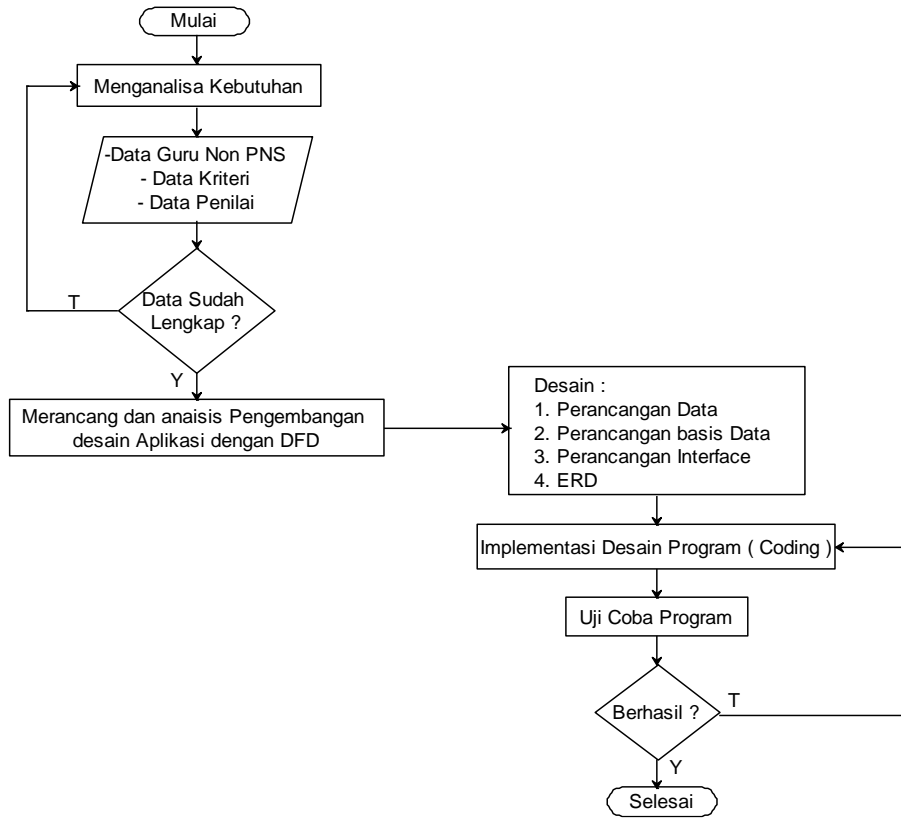 Mulai
Menganalisa Kebutuhan
-Data Guru Non PNS
- Data Kriteri
- Data Penilai
Data Sudah
Lengkap ?
T
Y
Merancang dan anaisis Pengembangan
desain Aplikasi dengan DFD
Desain :
1. Perancangan Data
2. Perancangan basis Data
3. Perancangan Interface
4. ERD
Implementasi Desain Program ( Coding )
Uji Coba Program
Berhasil ?
T
Y
Selesai